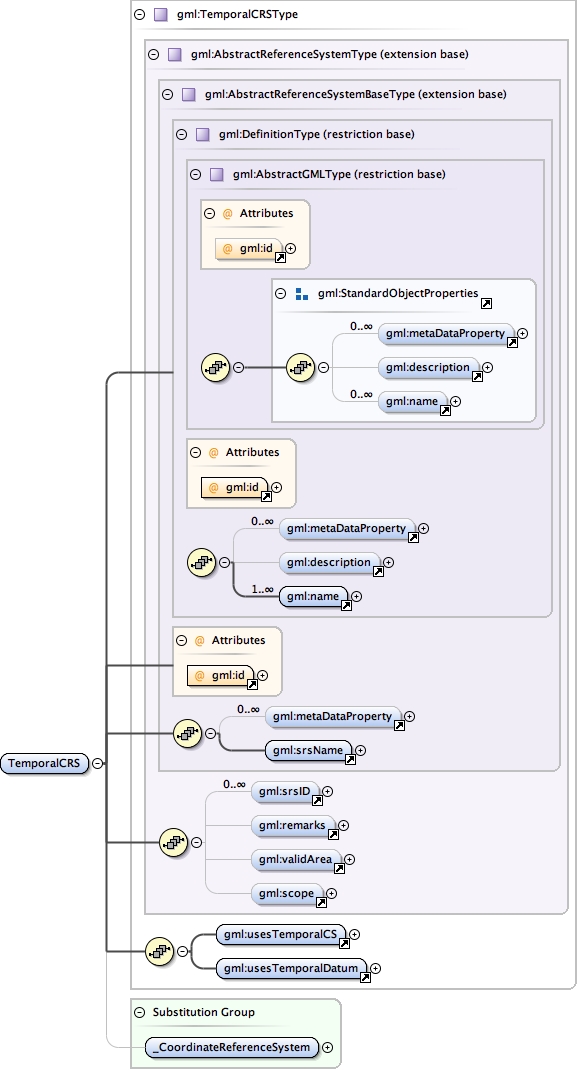 gml:TemporalCRSType
gml:AbstractReferenceSystemType (extension base)
gml:AbstractReferenceSystemBaseType (extension base)
gml:DefinitionType (restriction base)
gml:AbstractGMLType (restriction base)
@ Attributes
@ gml:id
gml:StandardObjectProperties
0..∞
gml:metaDataProperty
gml:description
0..∞
gml:name
@ Attributes
@ gml:id
0..∞
gml:metaDataProperty
gml:description
1..∞
gml:name
@ Attributes
@ gml:id
0..∞
gml:metaDataProperty
gml:srsName
TemporalCRS
0..∞
gml:srsID
gml:remarks
gml:validArea
gml:scope
gml:usesTemporalCS
gml:usesTemporalDatum
Substitution Group
_CoordinateReferenceSystem